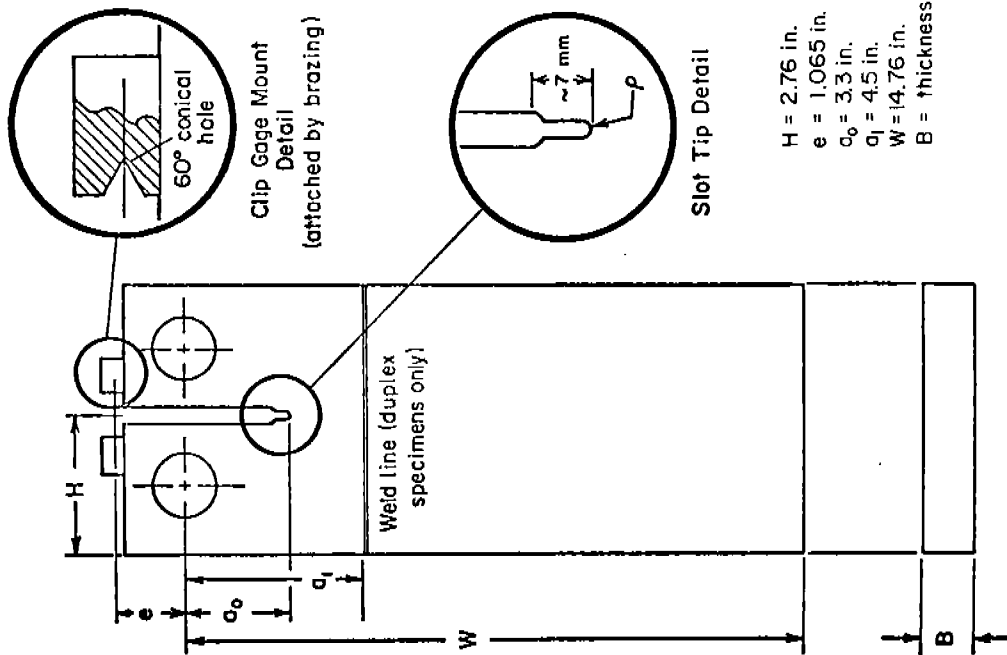 60° conical
hole
Clip Gage Mount
Detail
(attached by brazing)
~7 mm
ρ
Slot Tip Detail
H = 2.76 in.
e = 1.065 in.
a₀ = 3.3 in.
a₁ = 4.5 in.
W = 14.76 in.
B = thickness
H
e
a₀
a₁
W
B
Weld line (duplex
specimens only)